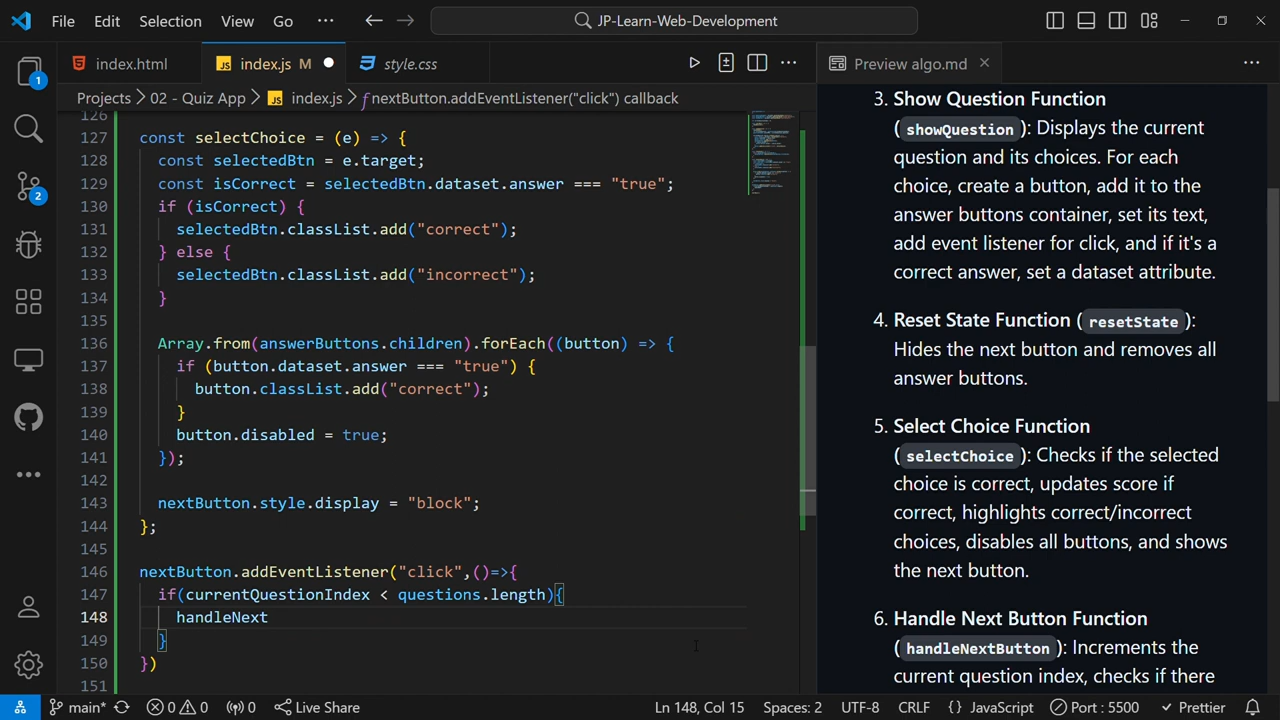 File Edit Selection View Go ··· JP-Learn-Web-Development
index.html
index.js M
style.css
Preview algo.md
Projects > 02 - Quiz App > index.js > nextButton.addEventListener("click") callback
126
127 const selectChoice = (e) => {
128 const selectedBtn = e.target;
129 const isCorrect = selectedBtn.dataset.answer === "true";
130 if (isCorrect) {
131 selectedBtn.classList.add("correct");
132 } else {
133 selectedBtn.classList.add("incorrect");
134 }
135
136 Array.from(answerButtons.children).forEach((button) => {
137 if (button.dataset.answer === "true") {
138 button.classList.add("correct");
139 }
140 button.disabled = true;
141 });
142
143 nextButton.style.display = "block";
144 };
145
146 nextButton.addEventListener("click",()=>{
147 if(currentQuestionIndex < questions.length){
148 handleNext
149 }
150 })
151
3. Show Question Function
(showQuestion): Displays the current
question and its choices. For each
choice, create a button, add it to the
answer buttons container, set its text,
add event listener for click, and if it's a
correct answer, set a dataset attribute.
4. Reset State Function (resetState):
Hides the next button and removes all
answer buttons.
5. Select Choice Function
(selectChoice): Checks if the selected
choice is correct, updates score if
correct, highlights correct/incorrect
choices, disables all buttons, and shows
the next button.
6. Handle Next Button Function
(handleNextButton): Increments the
current question index, checks if there
1
2
main* 0 0 0 Live Share Ln 148, Col 15 Spaces: 2 UTF-8 CRLF {} JavaScript Port : 5500 Prettier